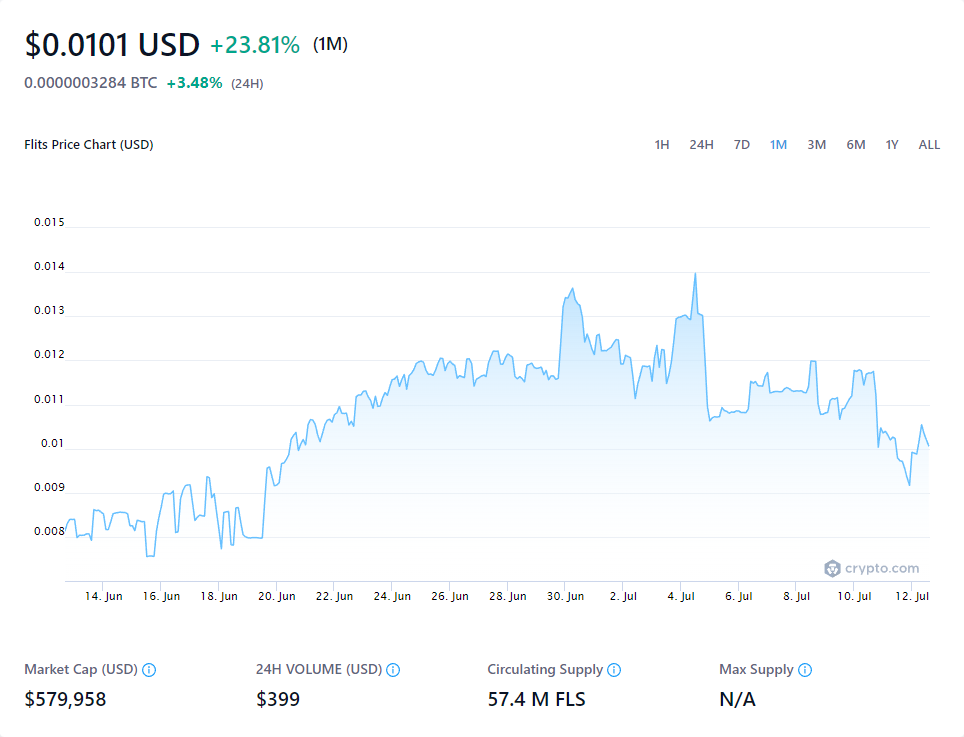 $0.0101 USD +23.81% (1M)
0.0000003284 BTC +3.48% (24H)
Flits Price Chart (USD) 1H 24H 7D 1M 3M 6M 1Y ALL
0.015
0.014
0.013
0.012
0.011
0.01
0.009
0.008
crypto.com
14. Jun 16. Jun 18. Jun 20. Jun 22. Jun 24. Jun 26. Jun 28. Jun 30. Jun 2. Jul 4. Jul 6. Jul 8. Jul 10. Jul 12. Jul
Market Cap (USD) 24H VOLUME (USD) Circulating Supply Max Supply
$579,958 $399 57.4 M FLS N/A